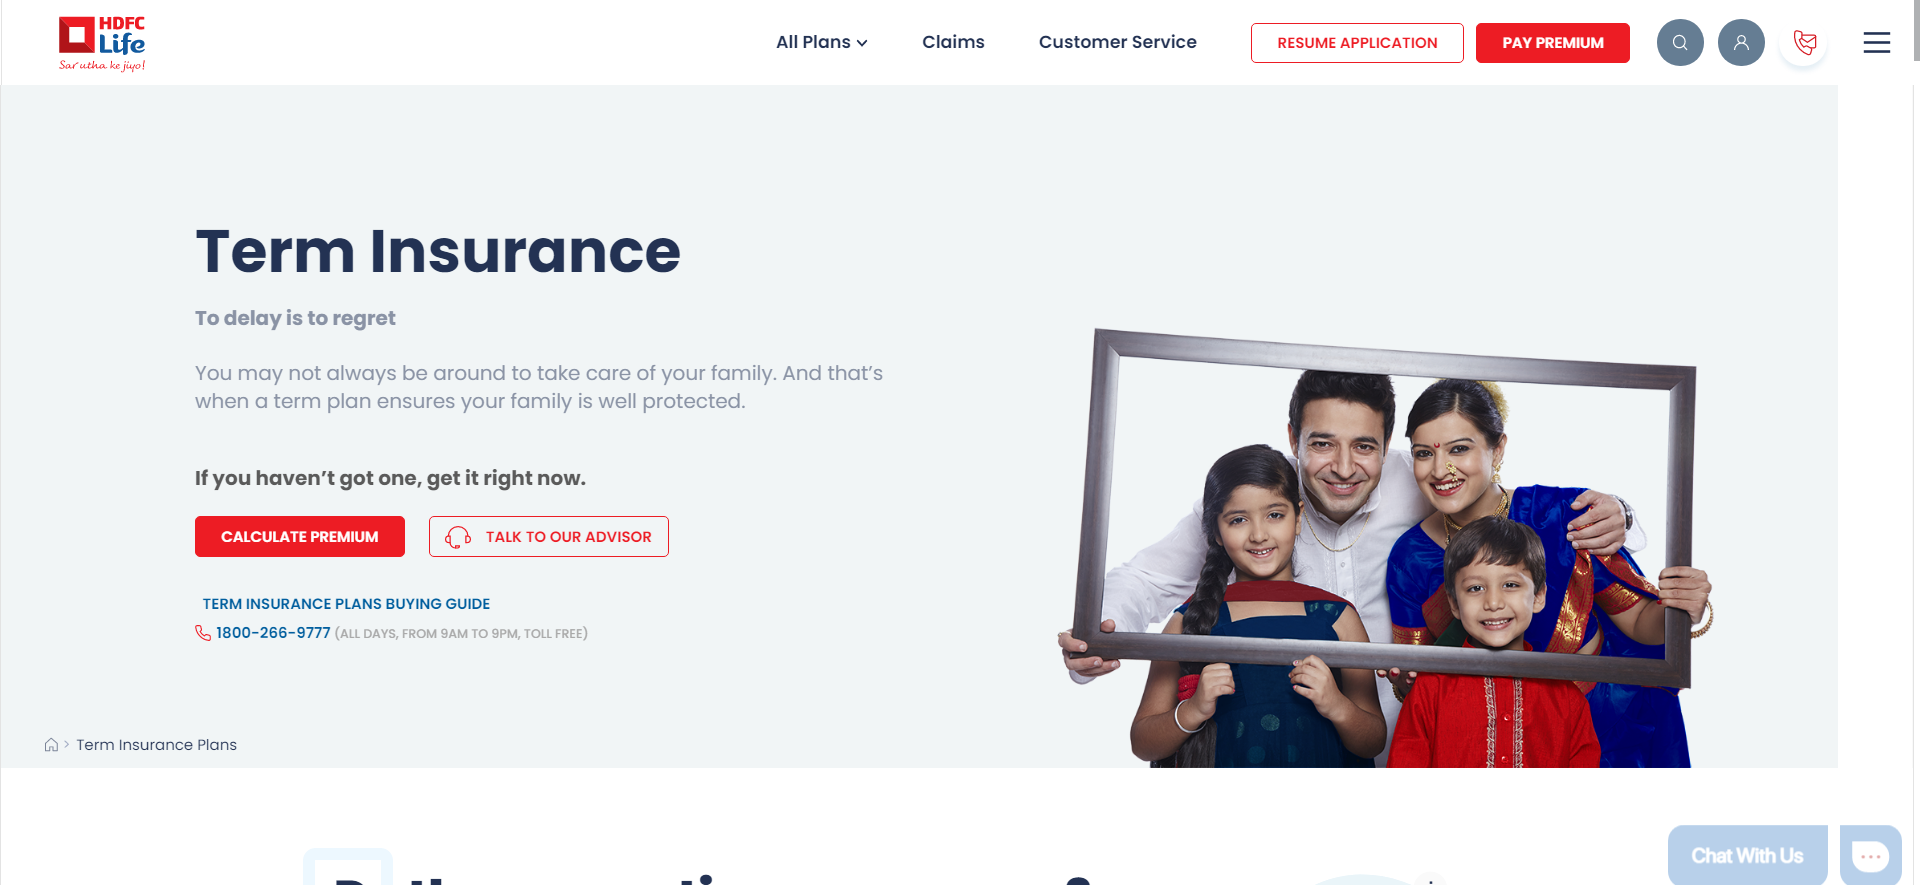 HDFC
Life
Sar utha ke jiyo!
All Plans
Claims
Customer Service
RESUME APPLICATION
PAY PREMIUM
Term Insurance
To delay is to regret
You may not always be around to take care of your family. And that’s
when a term plan ensures your family is well protected.
If you haven’t got one, get it right now.
CALCULATE PREMIUM
TALK TO OUR ADVISOR
TERM INSURANCE PLANS BUYING GUIDE
1800-266-9777 (ALL DAYS, FROM 9AM TO 9PM, TOLL FREE)
> Term Insurance Plans
Chat With Us